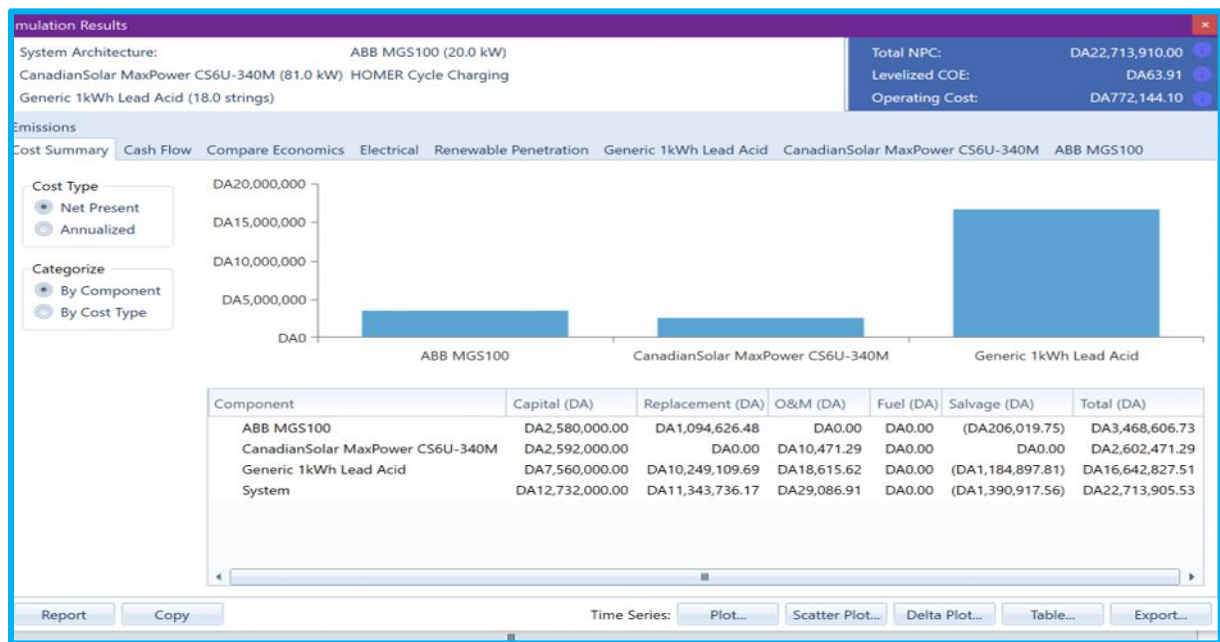 mulation Results
System Architecture: ABB MGS100 (20.0 kW)
CanadianSolar MaxPower CS6U-340M (81.0 kW) HOMER Cycle Charging
Generic 1kWh Lead Acid (18.0 strings)
Total NPC: DA22,713,910.00
Levelized COE: DA63.91
Operating Cost: DA772,144.10
Emissions
Cost Summary Cash Flow Compare Economics Electrical Renewable Penetration Generic 1kWh Lead Acid CanadianSolar MaxPower CS6U-340M ABB MGS100
Cost Type
Net Present
Annualized
Categorize
By Component
By Cost Type
DA20,000,000
DA15,000,000
DA10,000,000
DA5,000,000
DA0
ABB MGS100 CanadianSolar MaxPower CS6U-340M Generic 1kWh Lead Acid
Component Capital (DA) Replacement (DA) O&M (DA) Fuel (DA) Salvage (DA) Total (DA)
ABB MGS100 DA2,580,000.00 DA1,094,626.48 DA0.00 DA0.00 (DA206,019.75) DA3,468,606.73
CanadianSolar MaxPower CS6U-340M DA2,592,000.00 DA0.00 DA10,471.29 DA0.00 DA0.00 DA2,602,471.29
Generic 1kWh Lead Acid DA7,560,000.00 DA10,249,109.69 DA18,615.62 DA0.00 (DA1,184,897.81) DA16,642,827.51
System DA12,732,000.00 DA11,343,736.17 DA29,086.91 DA0.00 (DA1,390,917.56) DA22,713,905.53
Report Copy Time Series: Plot... Scatter Plot... Delta Plot... Table... Export...